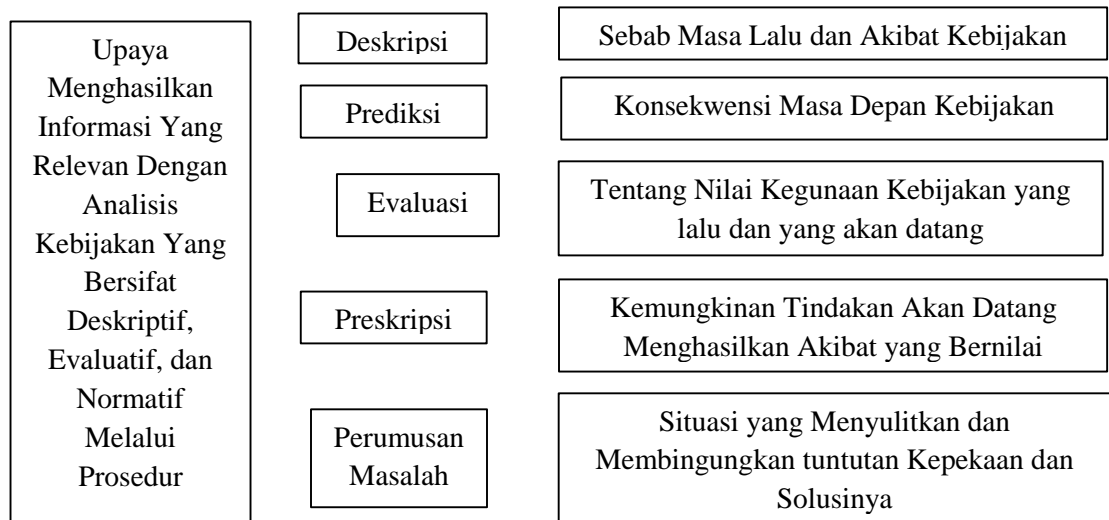 Upaya
Menghasilkan
Informasi Yang
Relevan Dengan
Analisis
Kebijakan Yang
Bersifat
Deskriptif,
Evaluatif, dan
Normatif
Melalui
Prosedur
Deskripsi
Sebab Masa Lalu dan Akibat Kebijakan
Prediksi
Konsekwensi Masa Depan Kebijakan
Evaluasi
Tentang Nilai Kegunaan Kebijakan yang
lalu dan yang akan datang
Preskripsi
Kemungkinan Tindakan Akan Datang
Menghasilkan Akibat yang Bernilai
Perumusan
Masalah
Situasi yang Menyulitkan dan
Membingungkan tuntutan Kepekaan dan
Solusinya